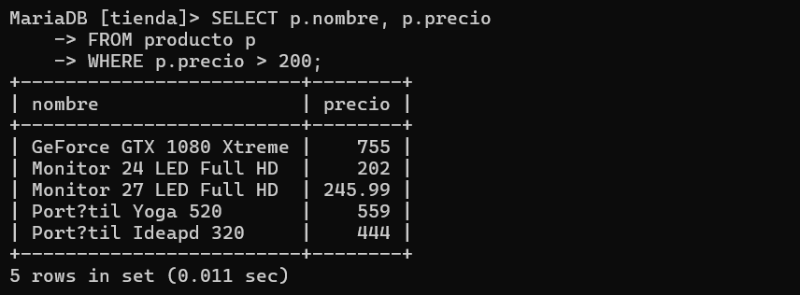 MariaDB [tienda]> SELECT p.nombre, p.precio
    -> FROM producto p
    -> WHERE p.precio > 200;
+---------------------------+--------+
| nombre                    | precio |
+---------------------------+--------+
| GeForce GTX 1080 Xtreme |    755 |
| Monitor 24 LED Full HD  |    202 |
| Monitor 27 LED Full HD  | 245.99 |
| Port?til Yoga 520       |    559 |
| Port?til Ideapd 320     |    444 |
+---------------------------+--------+
5 rows in set (0.011 sec)